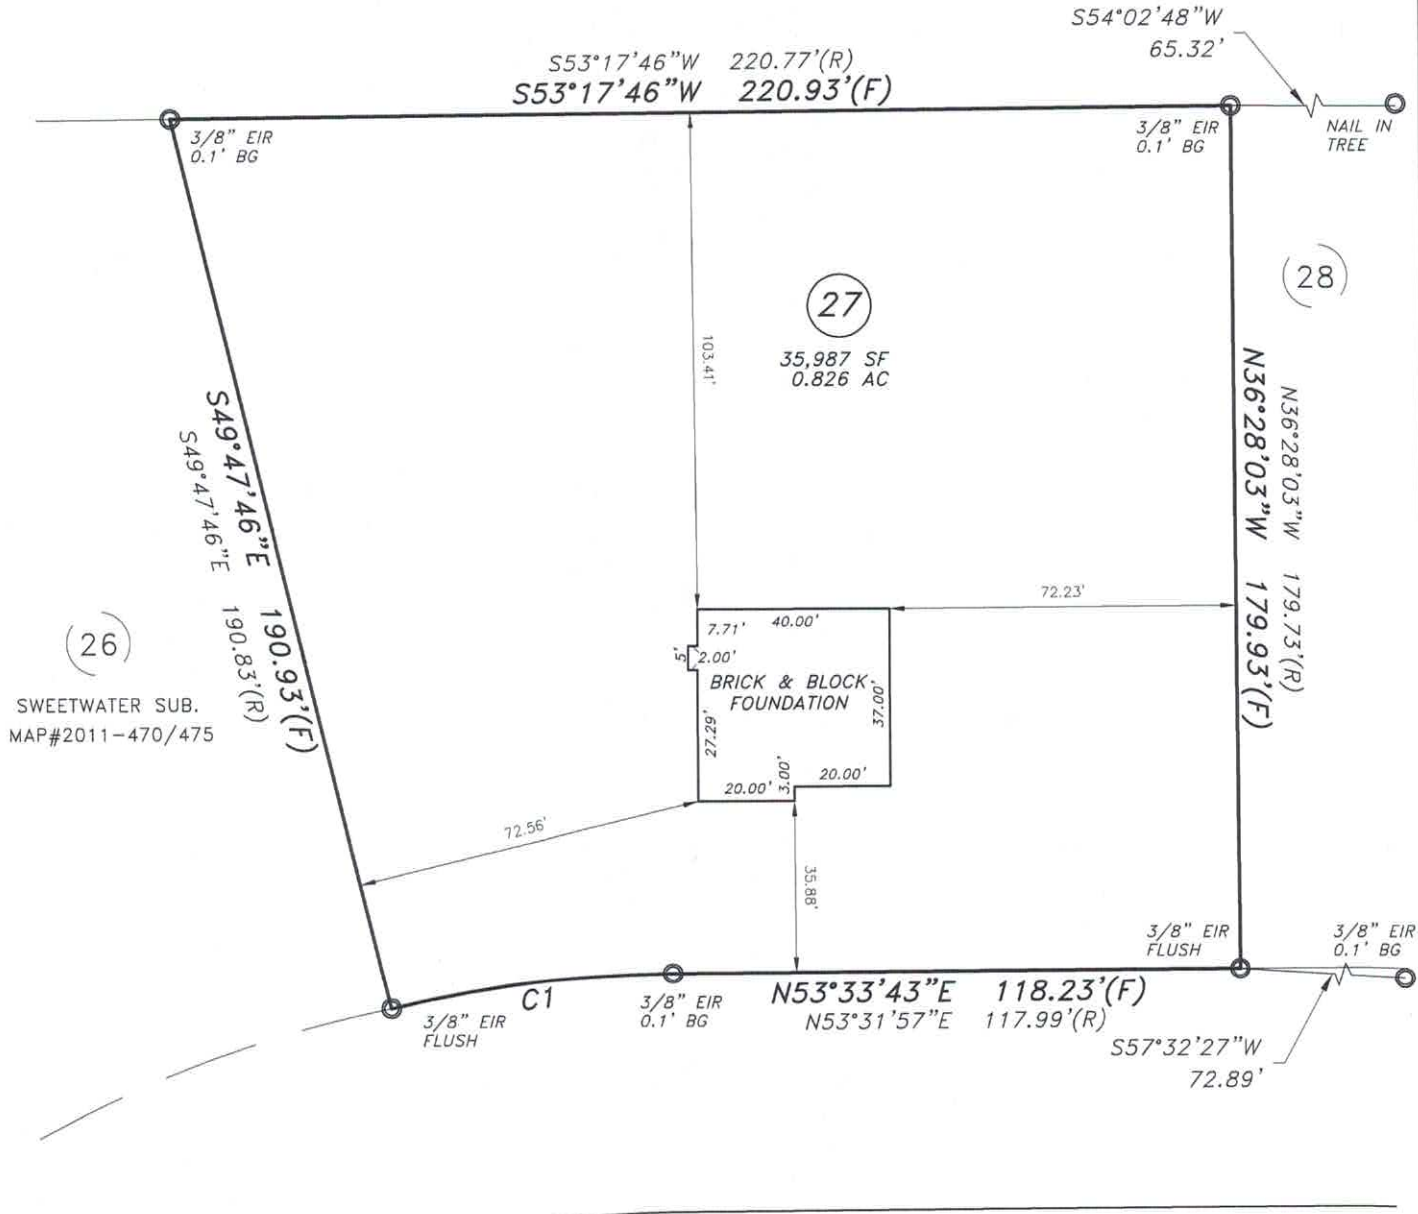 S54°02'48"W
65.32'
S53°17'46"W 220.77'(R)
S53°17'46"W 220.93'(F)
3/8" EIR
0.1' BG
3/8" EIR
0.1' BG
NAIL IN
TREE
28
27
35,987 SF
0.826 AC
103.41'
S49°47'46"E 190.93'(F)
S49°47'46"E 190.83'(R)
N36°28'03"W 179.93'(F)
N36°28'03"W 179.73'(R)
72.23'
40.00'
7.71'
5'
2.00'
BRICK & BLOCK
FOUNDATION
37.00'
27.29'
20.00'
3.00'
20.00'
26
SWEETWATER SUB.
MAP#2011-470/475
72.56'
35.88'
3/8" EIR
FLUSH
3/8" EIR
0.1' BG
C1
3/8" EIR
0.1' BG
N53°33'43"E 118.23'(F)
N53°31'57"E 117.99'(R)
3/8" EIR
FLUSH
S57°32'27"W
72.89'